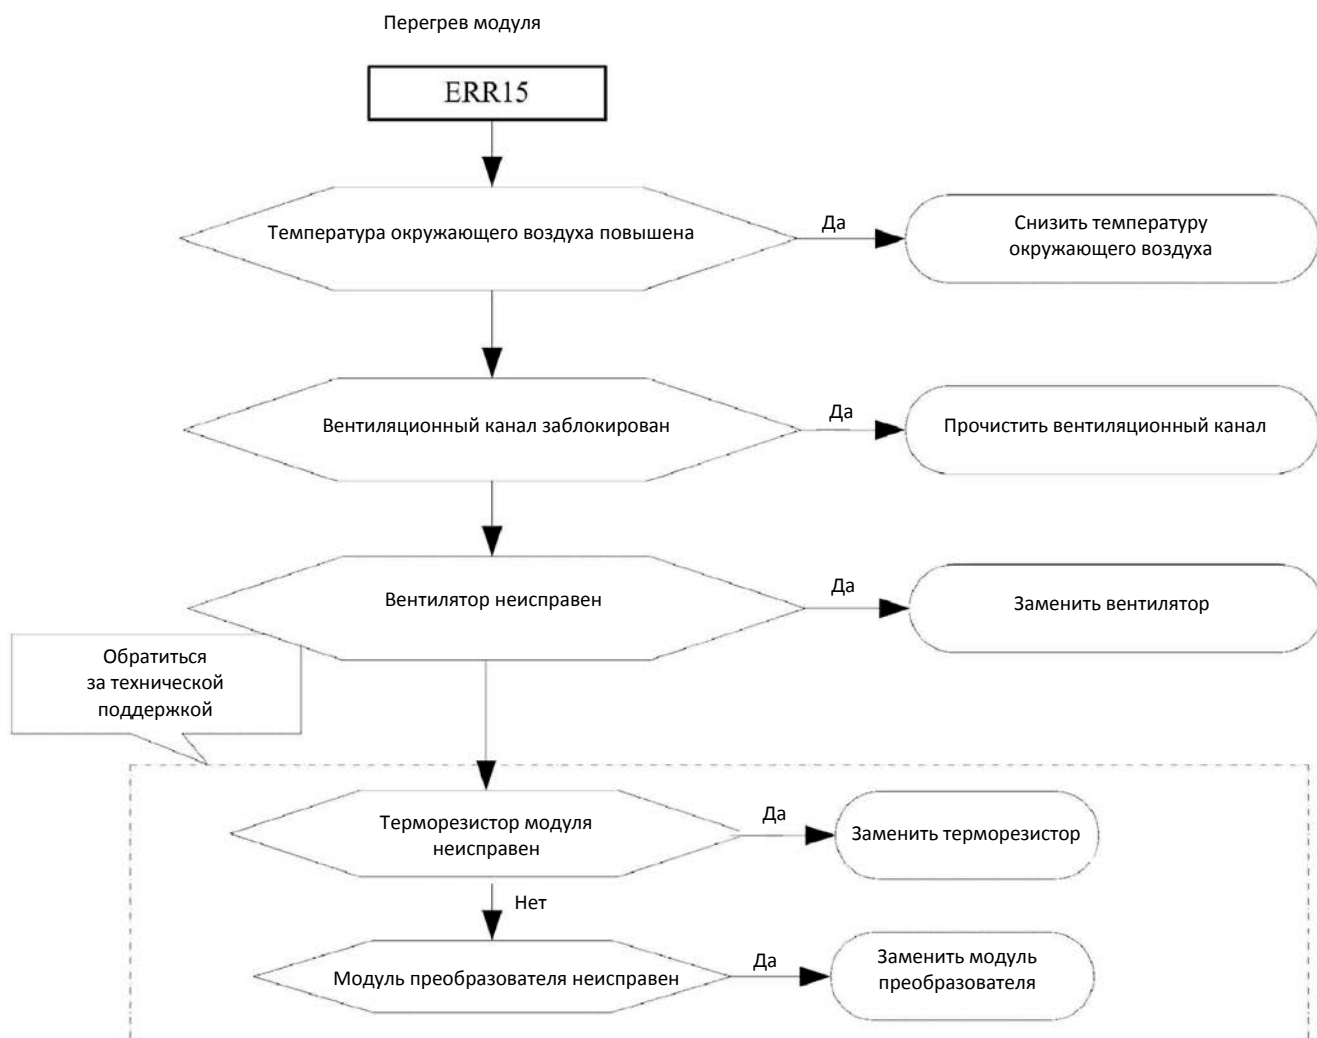 Перегрев модуля
ERR15
Температура окружающего воздуха повышена
Да
Снизить температуру
окружающего воздуха
Вентиляционный канал заблокирован
Да
Прочистить вентиляционный канал
Вентилятор неисправен
Да
Заменить вентилятор
Обратиться
за технической
поддержкой
Терморезистор модуля
неисправен
Да
Заменить терморезистор
Нет
Модуль преобразователя неисправен
Да
Заменить модуль
преобразователя